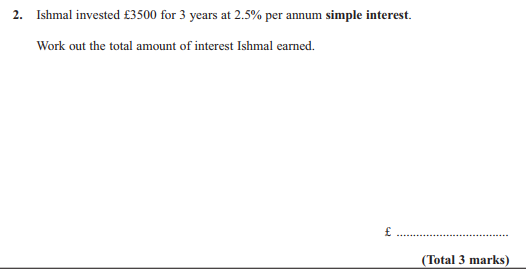 2. Ishmal invested £3500 for 3 years at 2.5% per annum simple interest.
Work out the total amount of interest Ishmal earned.
£ ..................................
(Total 3 marks)